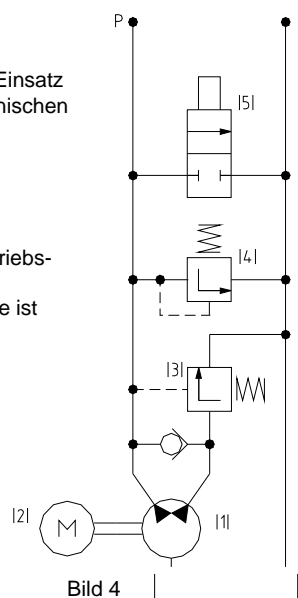 P
Einsatz
nischen
|5|
riebs-
|4|
e ist
|3|
|2|
M
|1|
Bild 4